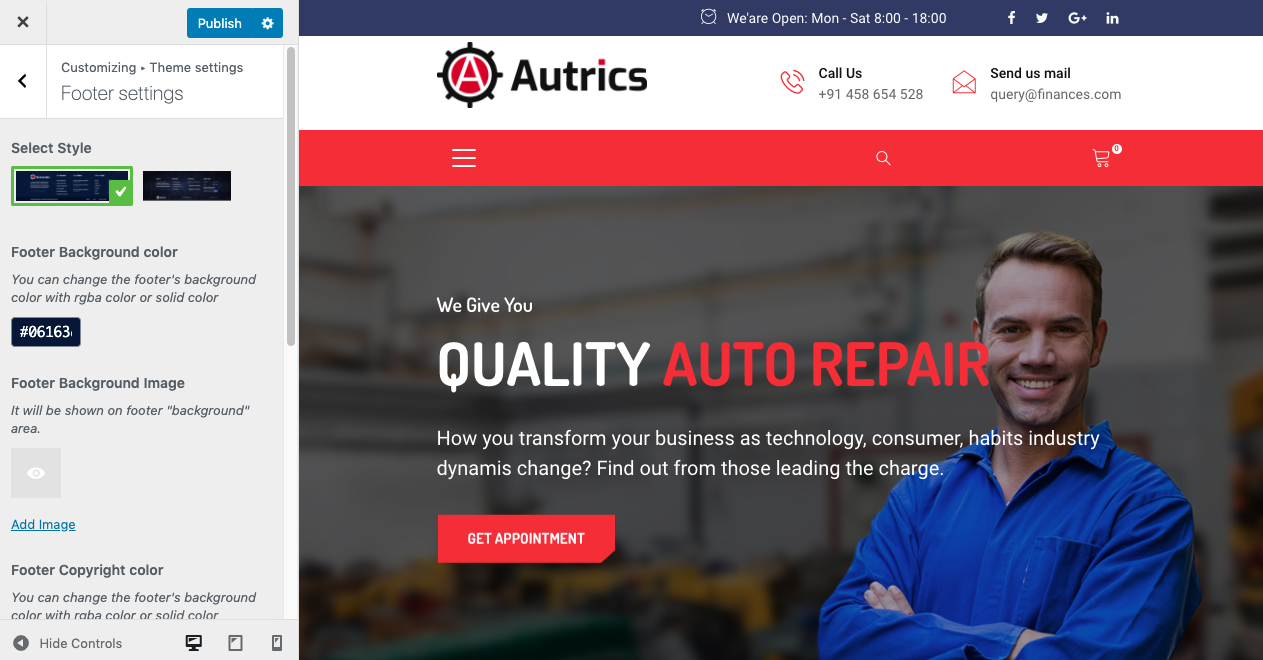 Publish
Customizing ▸ Theme settings
Footer settings
Select Style
Footer Background color
You can change the footer's background
color with rgba color or solid color
Footer Background Image
It will be shown on footer "background"
area.
Add Image
Footer Copyright color
You can change the footer's background
color with rgba color or solid color
Hide Controls
We'are Open: Mon - Sat 8:00 - 18:00
Autrics
Call Us
+91 458 654 528
Send us mail
query@finances.com
0
We Give You
QUALITY AUTO REPAIR
How you transform your business as technology, consumer, habits industry
dynamis change? Find out from those leading the charge.
GET APPOINTMENT